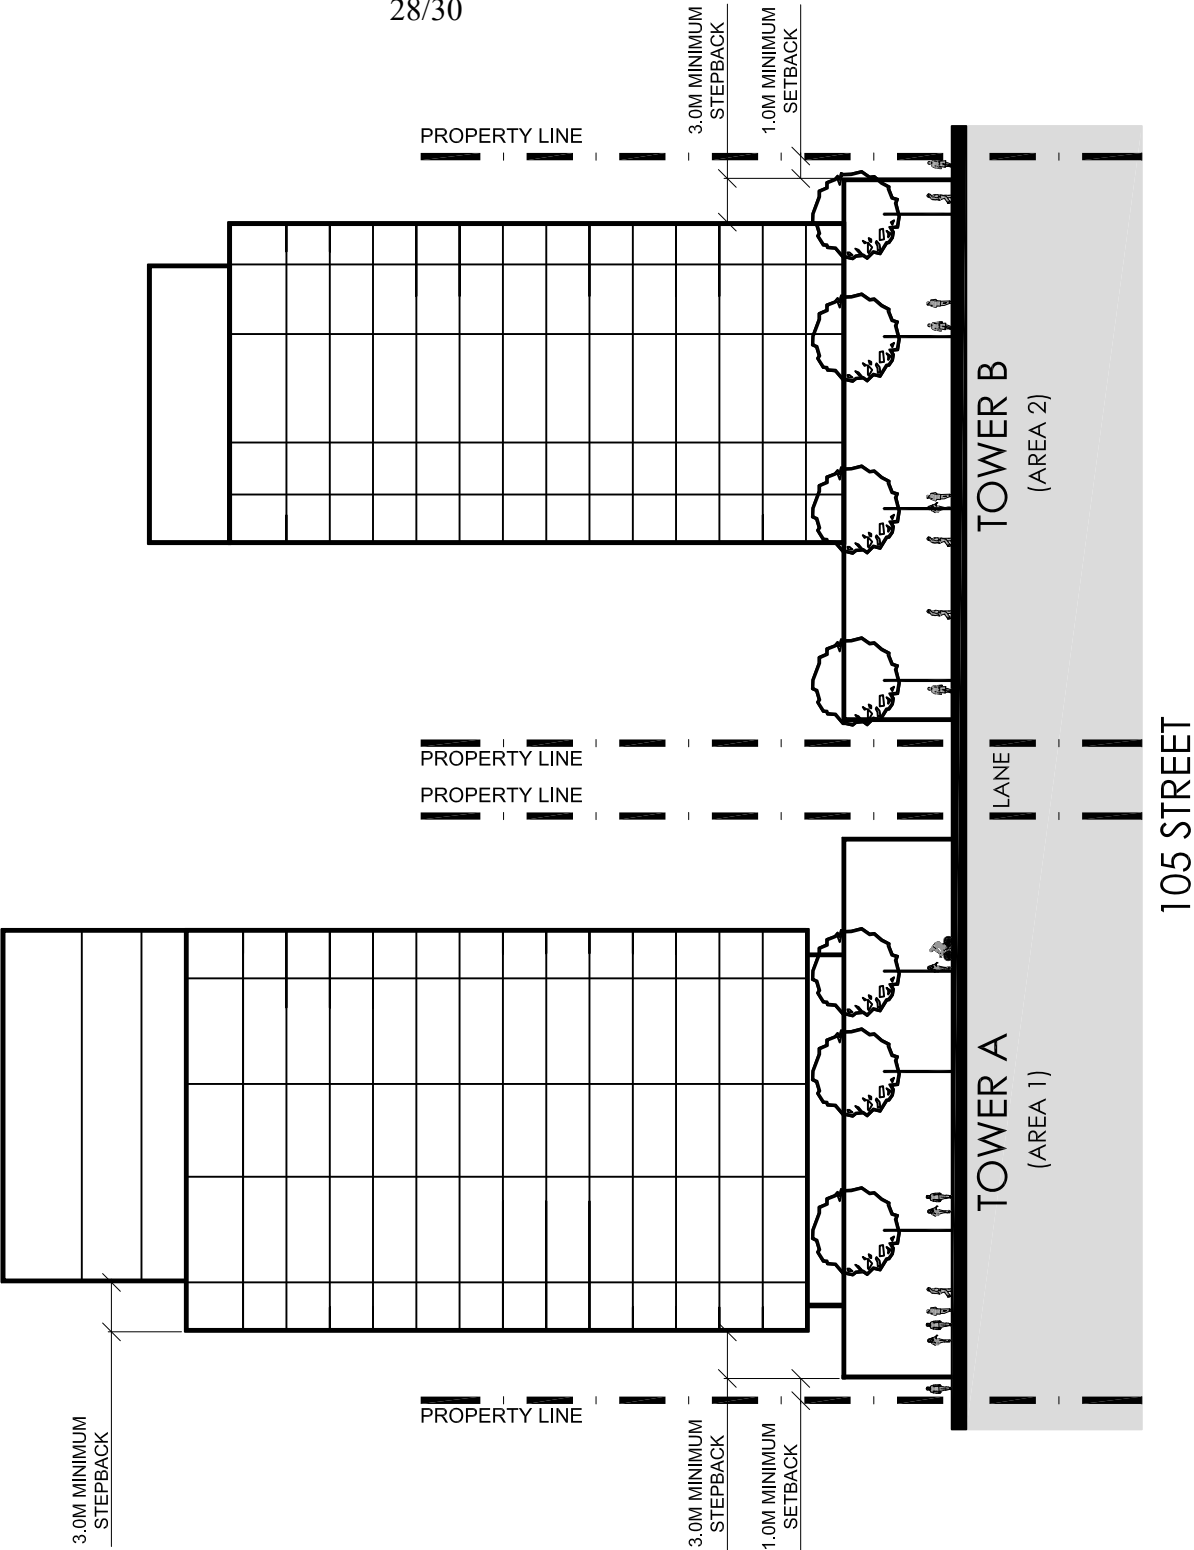 28/30
3.0M MINIMUM
STEPBACK
1.0M MINIMUM
SETBACK
PROPERTY LINE
TOWER B
(AREA 2)
PROPERTY LINE
PROPERTY LINE
LANE
105 STREET
TOWER A
(AREA 1)
PROPERTY LINE
3.0M MINIMUM
STEPBACK
3.0M MINIMUM
STEPBACK
1.0M MINIMUM
SETBACK